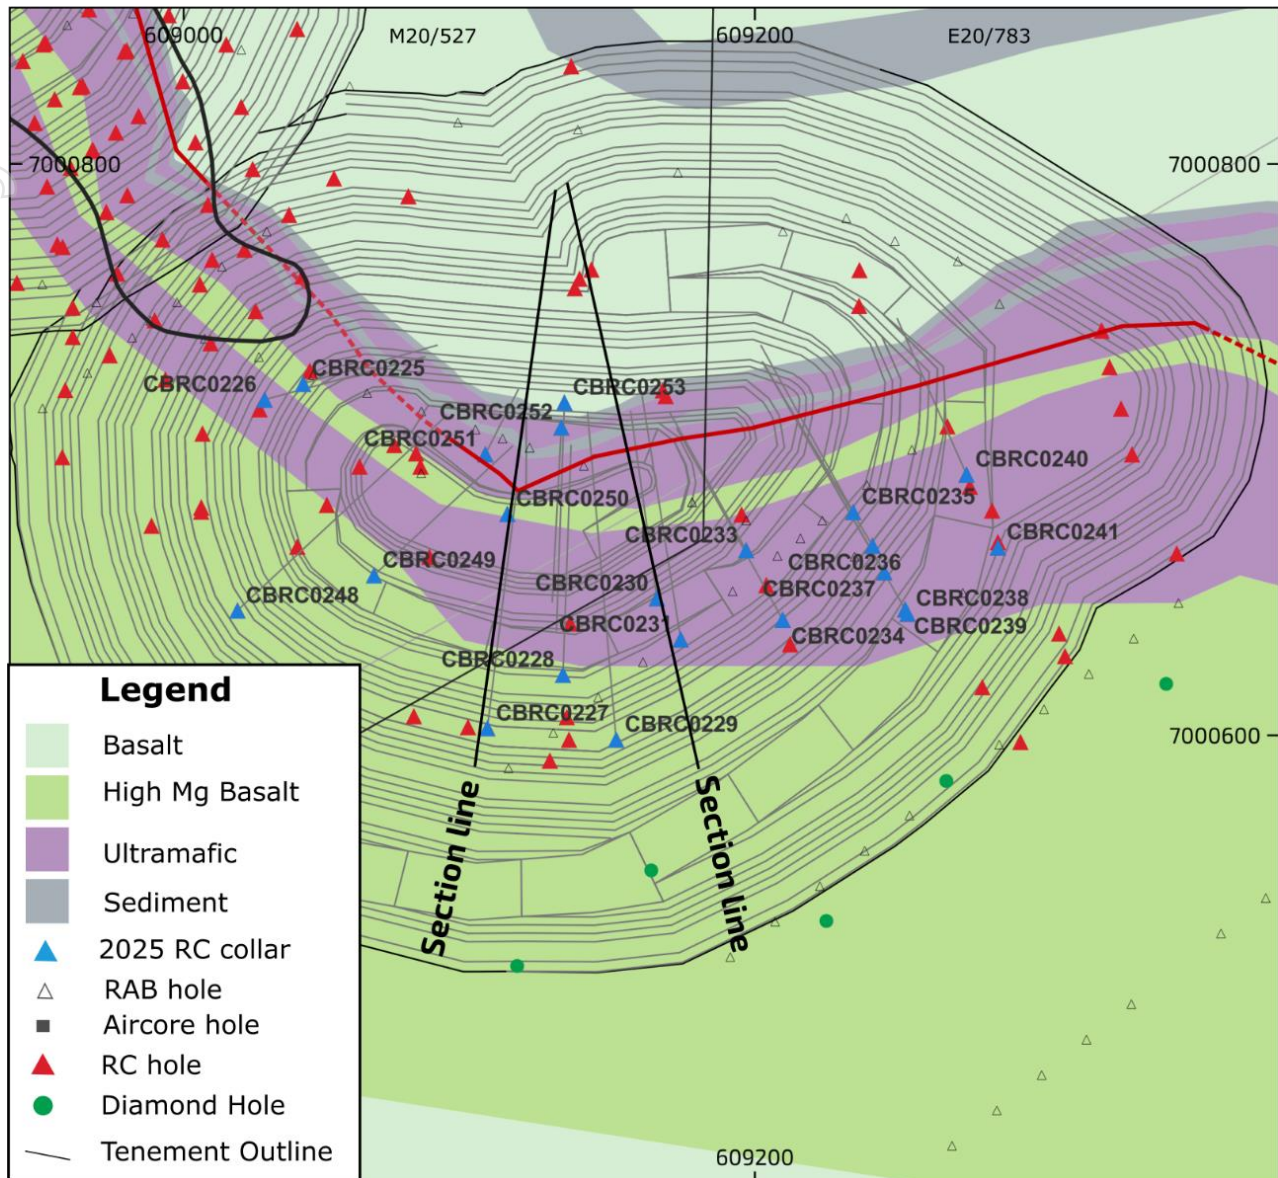 609000
M20/527
609200
E20/783
7000800
7000800
CBRC0225
CBRC0226
CBRC0253
CBRC0252
CBRC0251
CBRC0240
CBRC0250
CBRC0235
CBRC0233
CBRC0241
CBRC0249
CBRC0236
CBRC0230
CBRC0237
CBRC0248
CBRC0238
CBRC0231
CBRC0239
CBRC0234
CBRC0228
CBRC0227
CBRC0229
7000600
Section line
Section line
Legend
Basalt
High Mg Basalt
Ultramafic
Sediment
2025 RC collar
RAB hole
Aircore hole
RC hole
Diamond Hole
Tenement Outline
609200